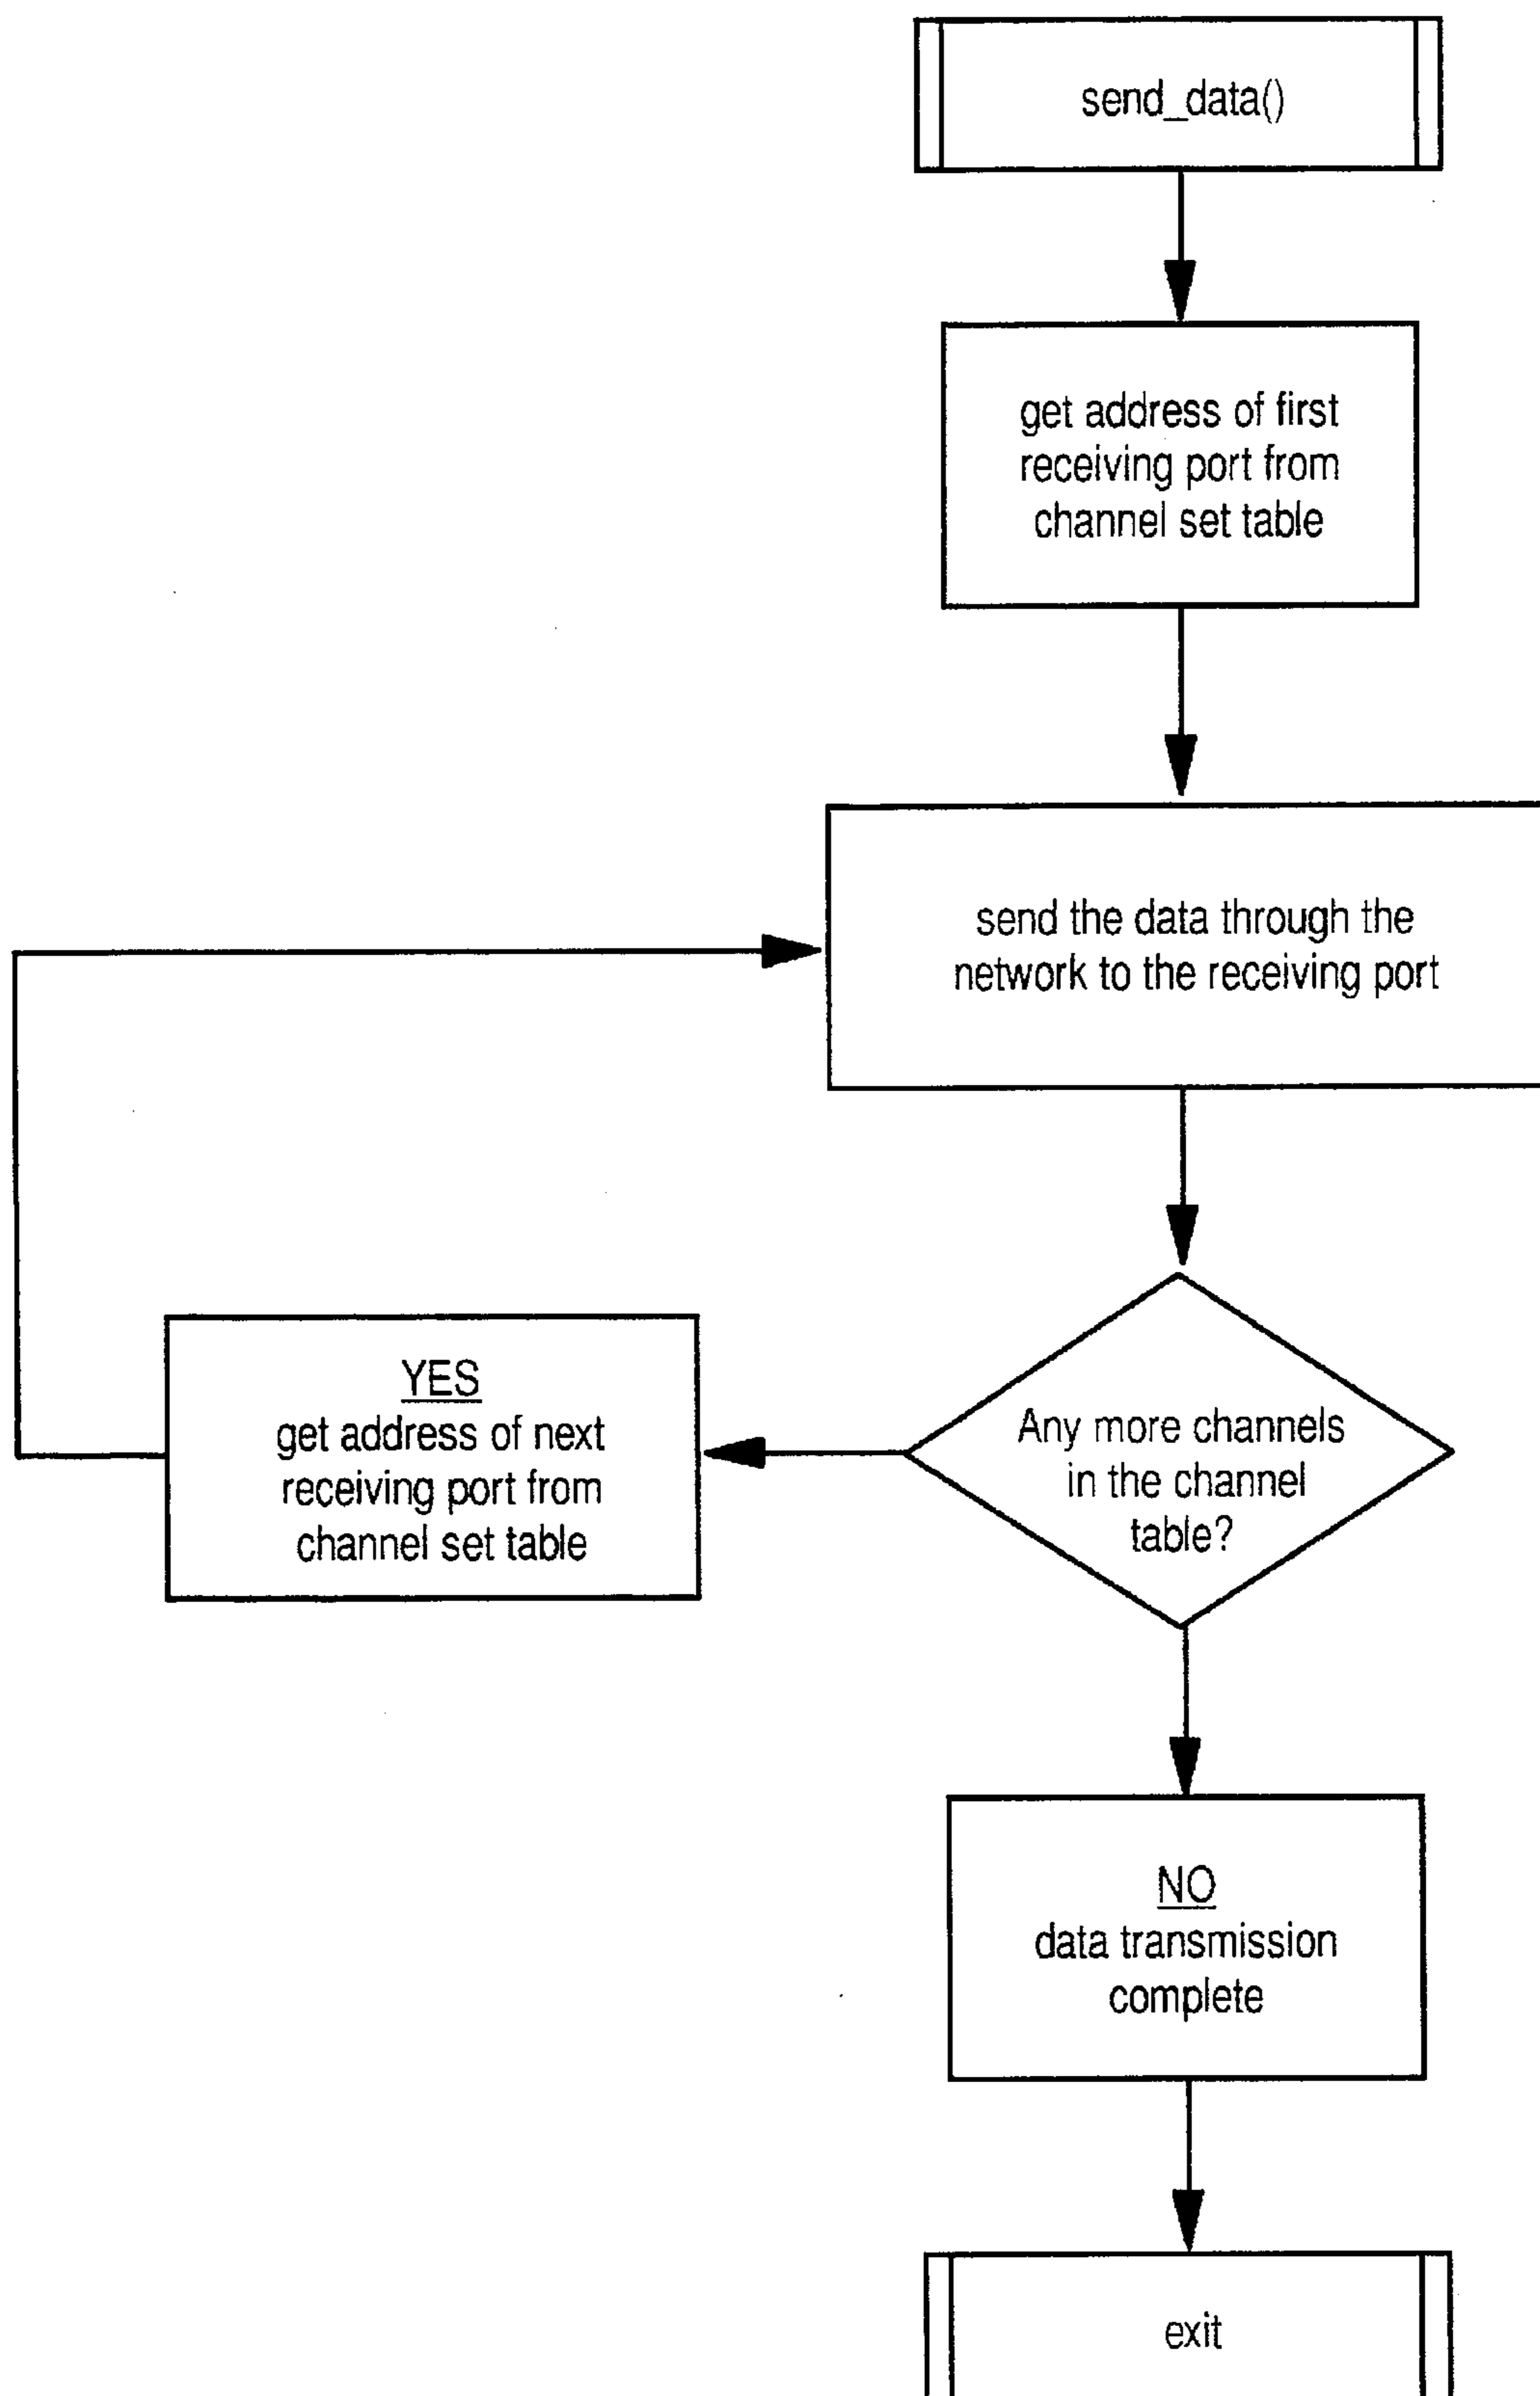 send_data()
get address of first
receiving port from
channel set table
send the data through the
network to the receiving port
YES
get address of next
receiving port from
channel set table
Any more channels
in the channel
table?
NO
data transmission
complete
exit